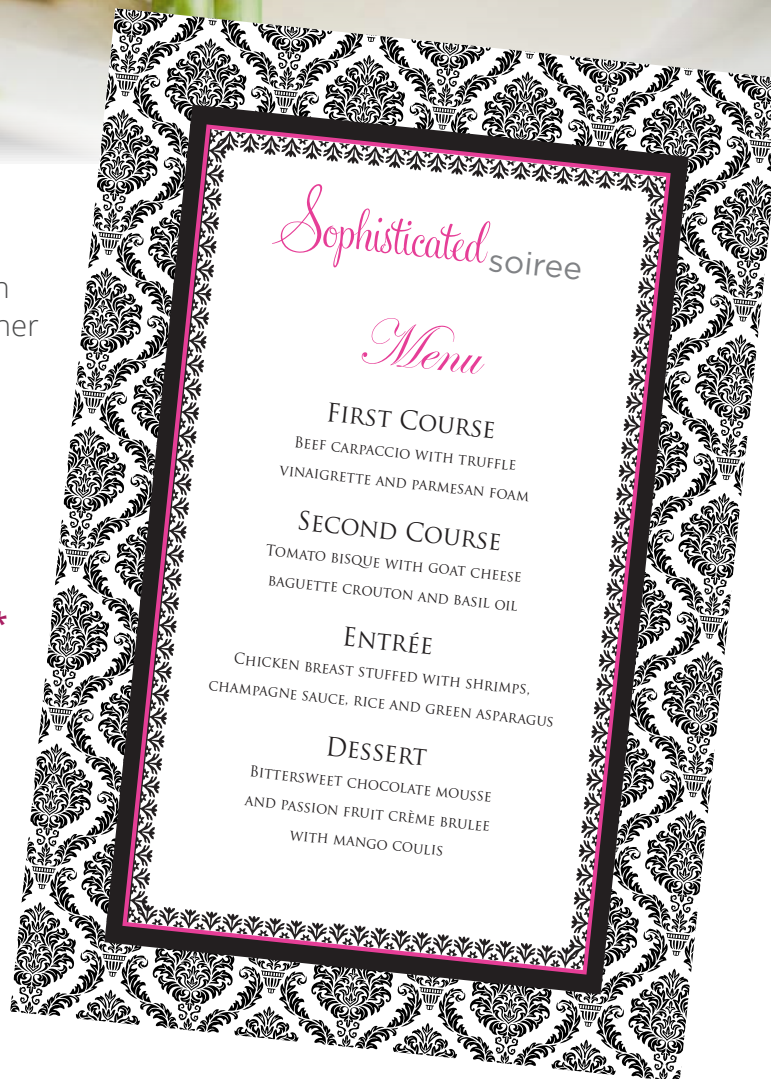 Sophisticated soiree
Menu
First Course
Beef carpaccio with truffle
vinaigrette and parmesan foam
Second Course
Tomato bisque with goat cheese
baguette crouton and basil oil
Entrée
Chicken breast stuffed with shrimps,
champagne sauce, rice and green asparagus
Dessert
Bittersweet chocolate mousse
and passion fruit crème brulee
with mango coulis
*